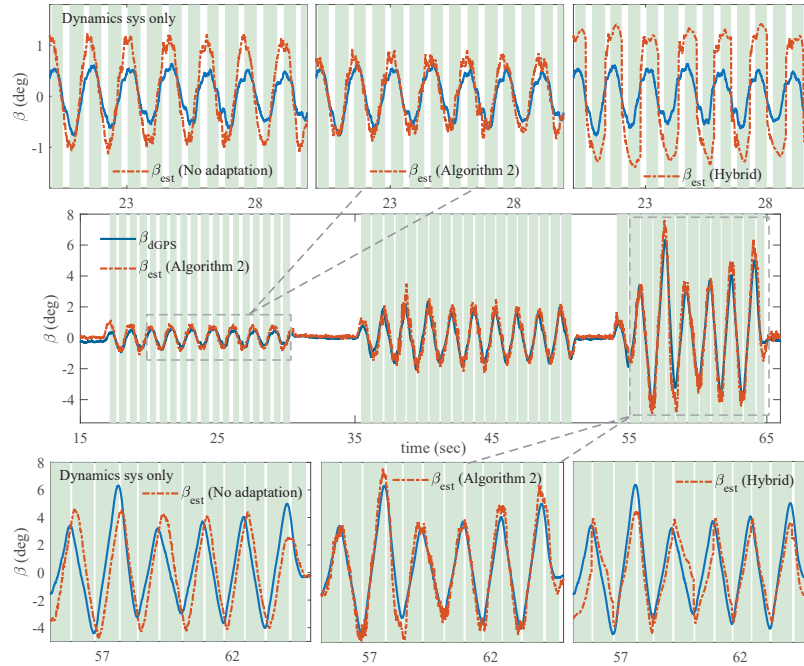 Dynamics sys only
β (deg)
1
0
-1
β_est (No adaptation)
β_est (Algorithm 2)
β_est (Hybrid)
23 28 23 28 23 28
β_dGPS
β_est (Algorithm 2)
β (deg)
8
6
4
2
0
-2
-4
15 35 45 55 65
time (sec)
Dynamics sys only
β_est (No adaptation)
β_est (Algorithm 2)
β_est (Hybrid)
β (deg)
8
6
4
2
0
-2
-4
57 62 57 62 57 62